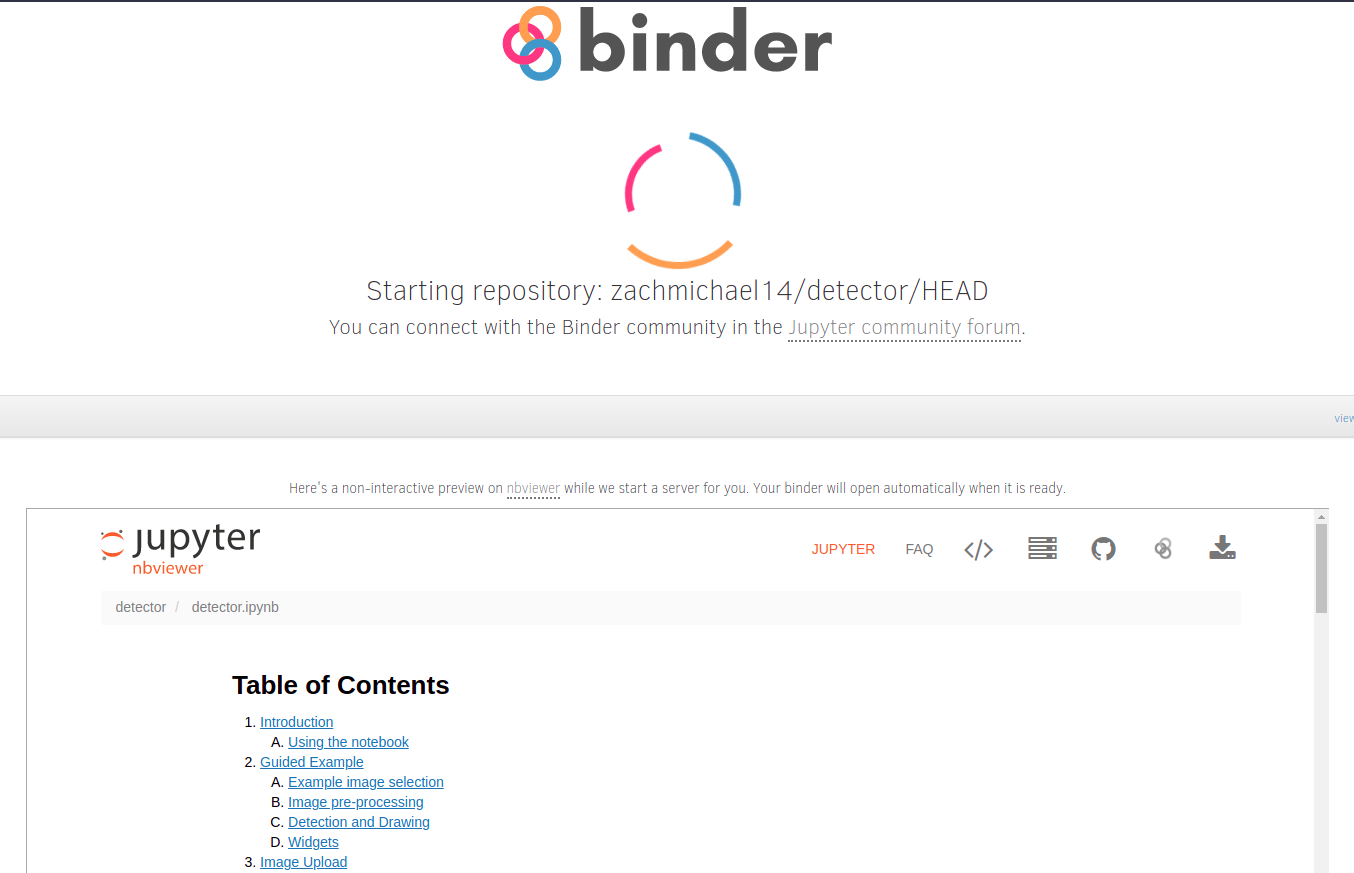 binder
Starting repository: zachmichael14/detector/HEAD
You can connect with the Binder community in the Jupyter community forum.
view
Here's a non-interactive preview on nbviewer while we start a server for you. Your binder will open automatically when it is ready.
jupyter
nbviewer
JUPYTER FAQ </>
detector / detector.ipynb
Table of Contents
1. Introduction
A. Using the notebook
2. Guided Example
A. Example image selection
B. Image pre-processing
C. Detection and Drawing
D. Widgets
3. Image Upload